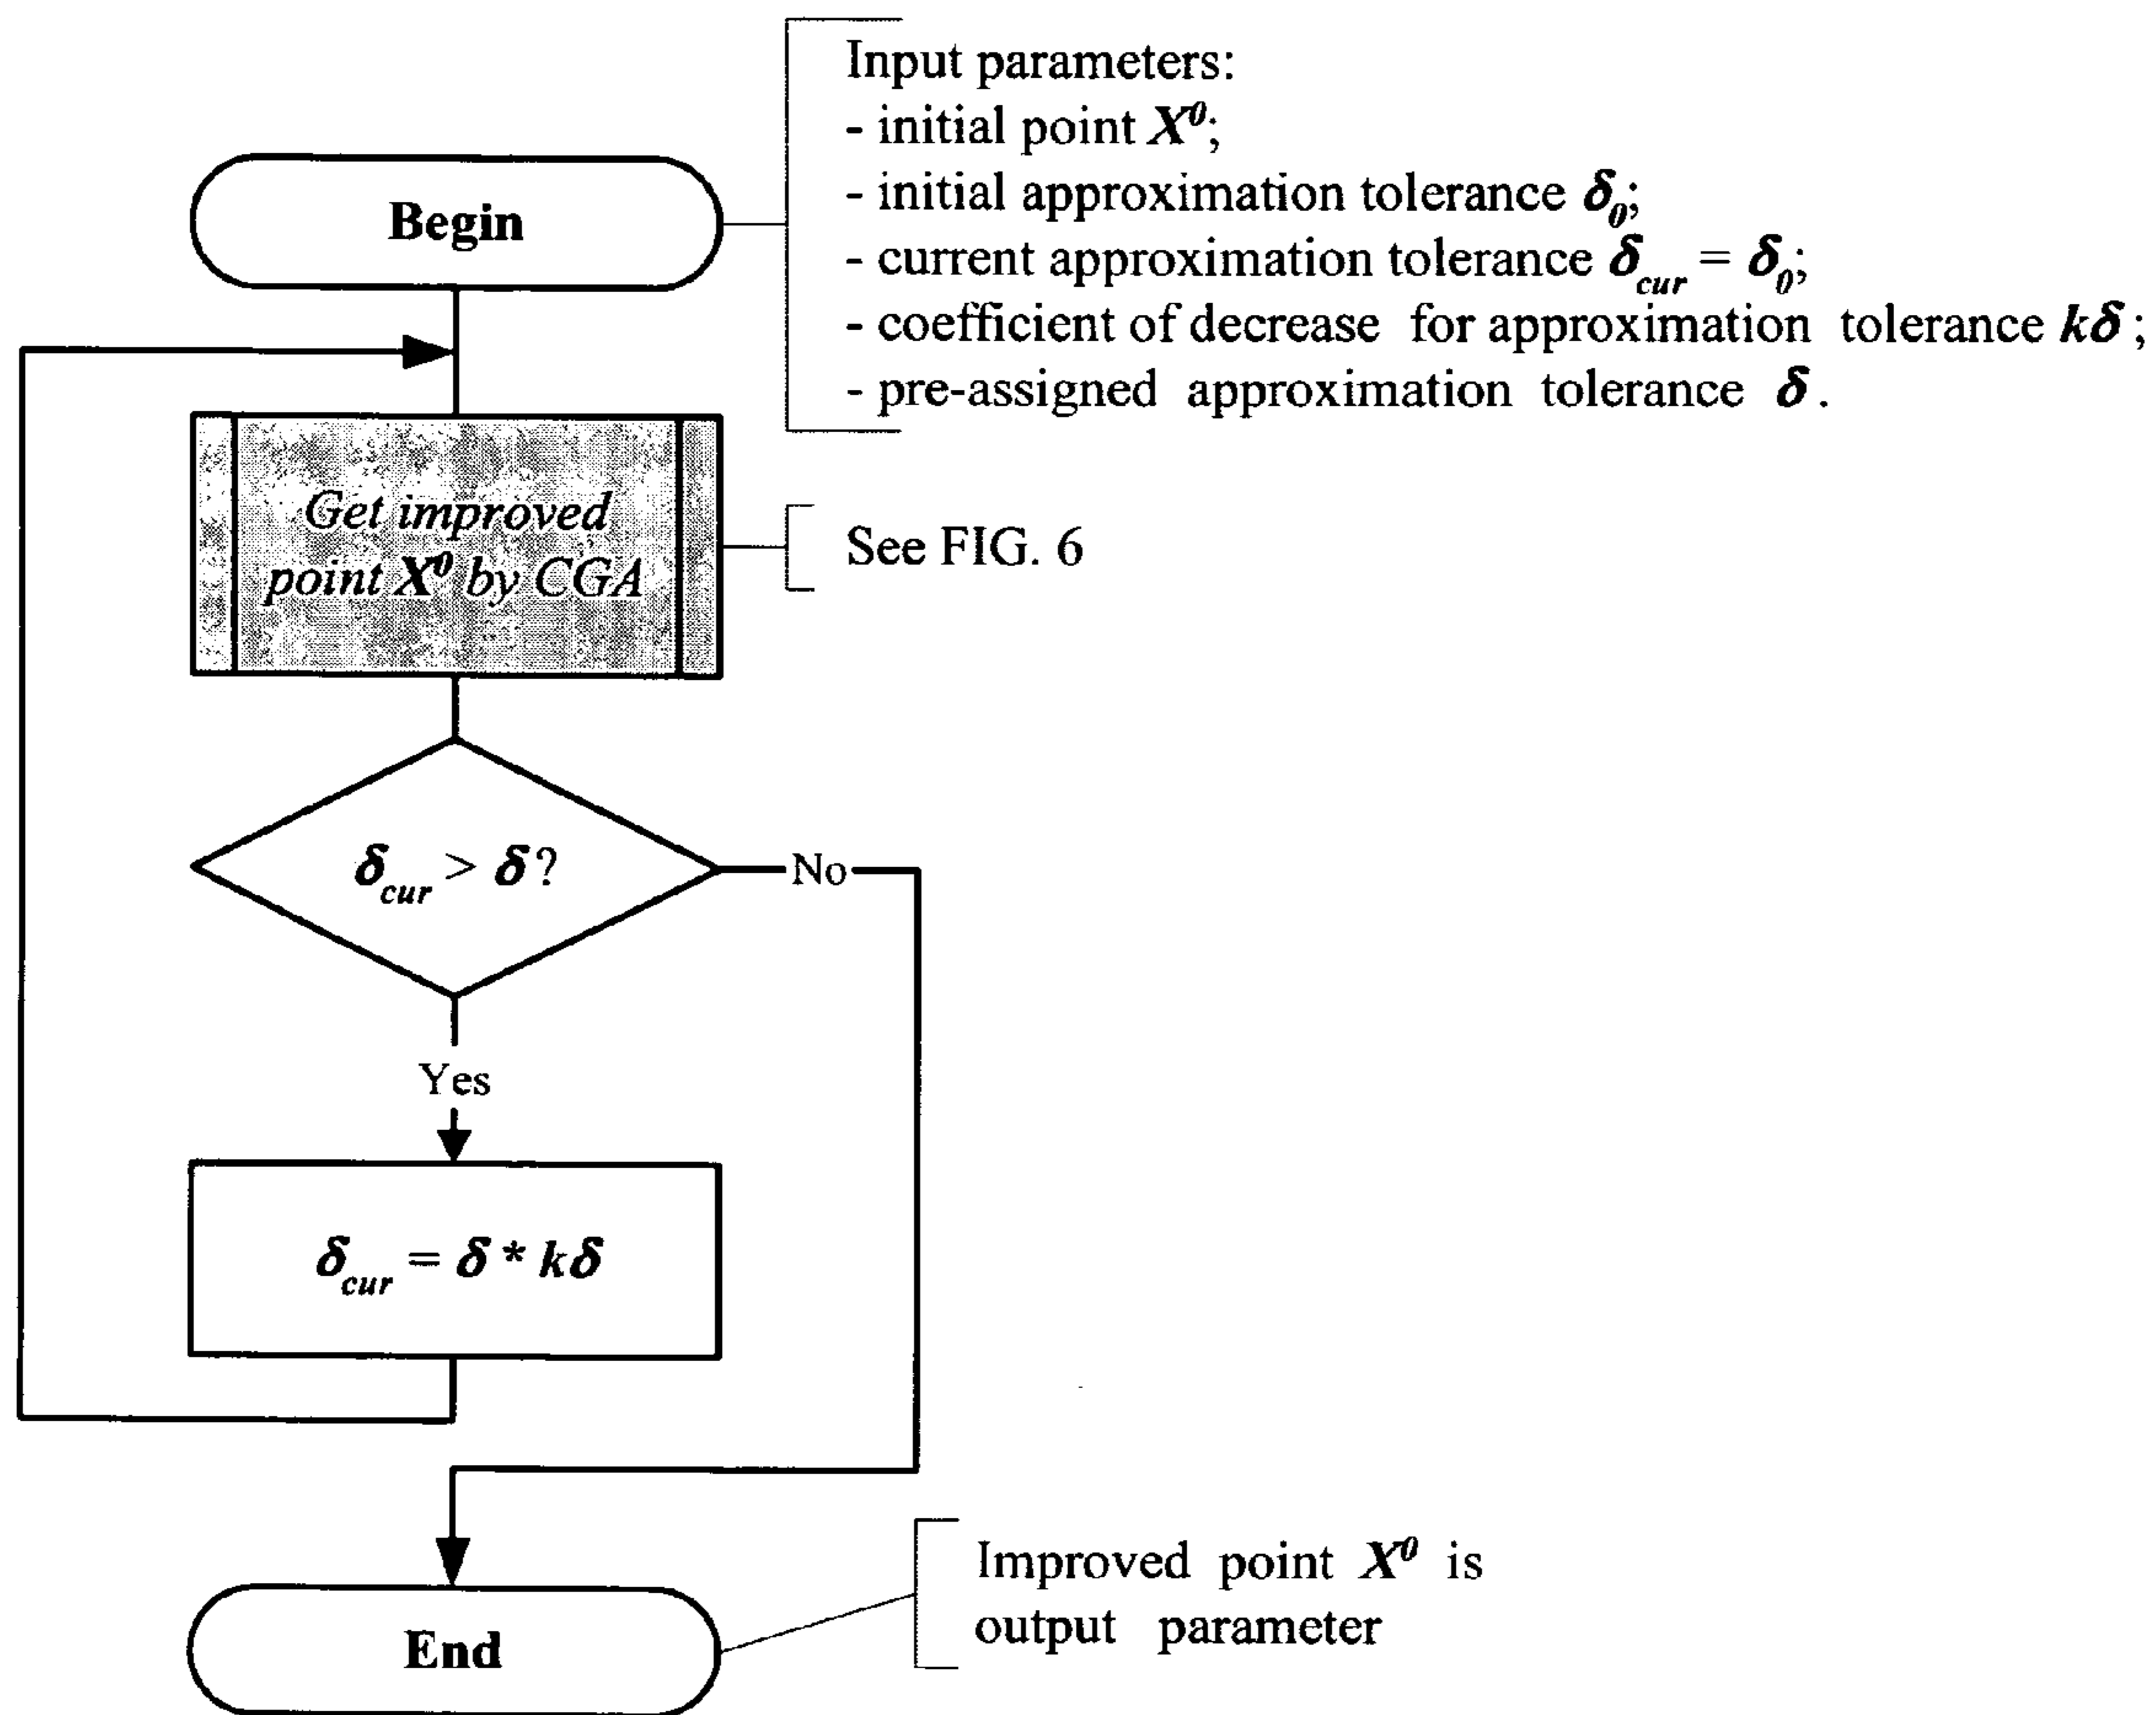 Input parameters:
- initial point X⁰;
- initial approximation tolerance δ₀;
- current approximation tolerance δcur = δ₀;
- coefficient of decrease for approximation tolerance kδ;
- pre-assigned approximation tolerance δ.
Begin
Get improved
point X⁰ by CGA
See FIG. 6
δcur > δ?
No
Yes
δcur = δ * kδ
Improved point X⁰ is
output parameter
End